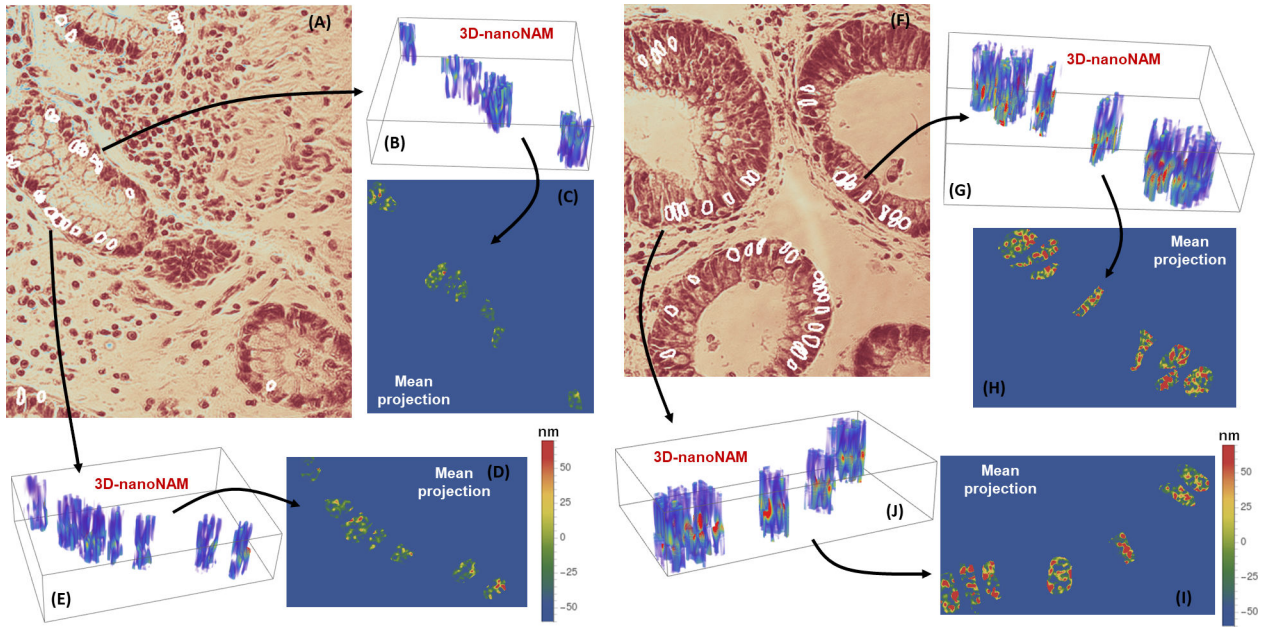 (A)
3D-nanoNAM
(B)
(C)
Mean
projection
nm
50
25
0
−25
−50
Mean
projection
(D)
3D-nanoNAM
(E)
(F)
3D-nanoNAM
(G)
Mean
projection
(H)
3D-nanoNAM
(J)
Mean
projection
(I)
nm
50
25
0
−25
−50